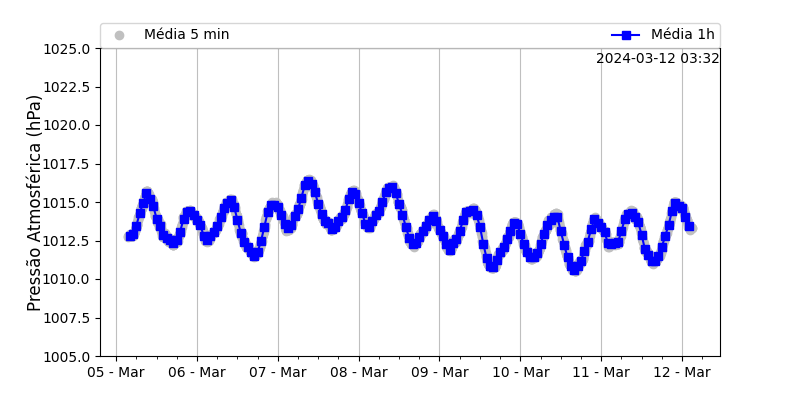 Média 5 min
Média 1h
2024-03-12 03:32
Pressão Atmosférica (hPa)
1025.0
1022.5
1020.0
1017.5
1015.0
1012.5
1010.0
1007.5
1005.0
05 - Mar
06 - Mar
07 - Mar
08 - Mar
09 - Mar
10 - Mar
11 - Mar
12 - Mar